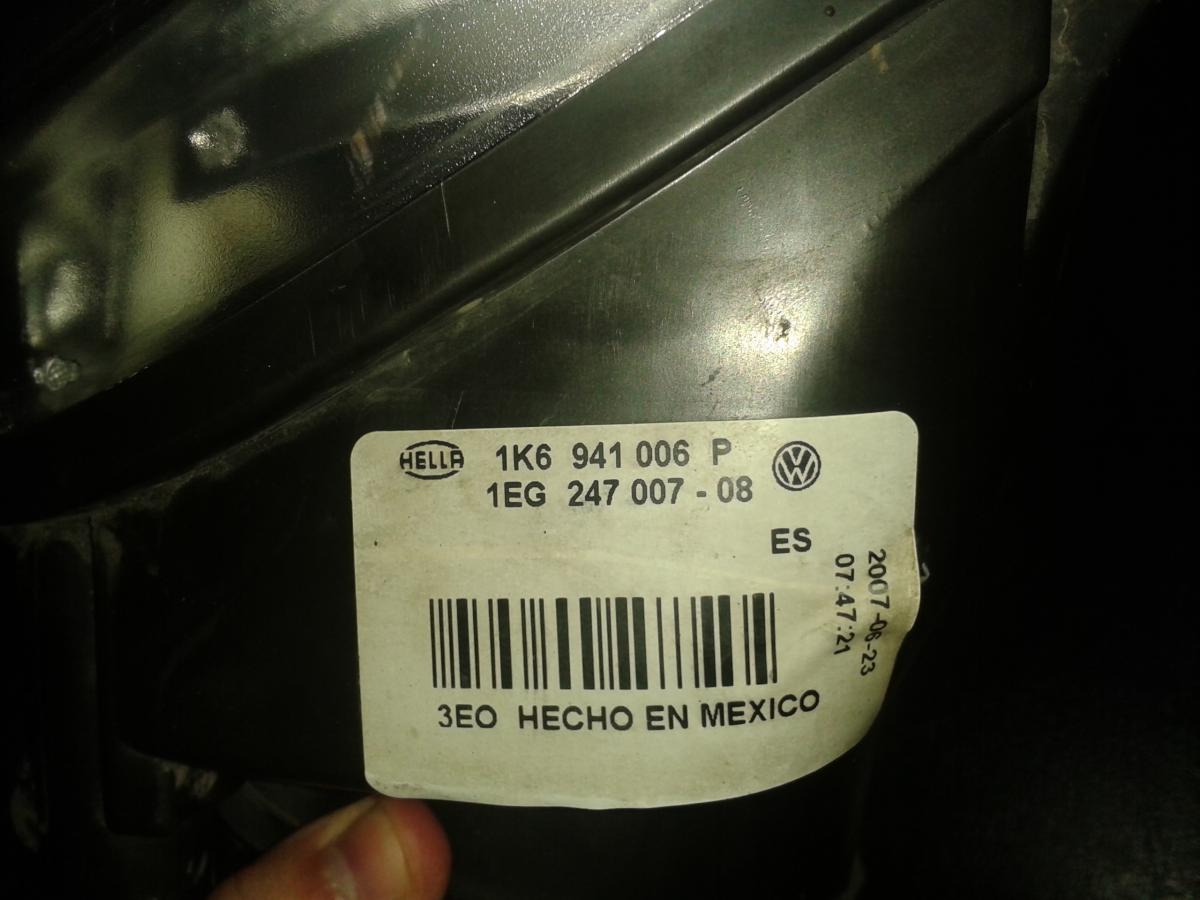 HELLA 1K6 941 006 P VW
1EG 247 007 - 08
ES
2007-06-23
07:47:21
3EO HECHO EN MEXICO